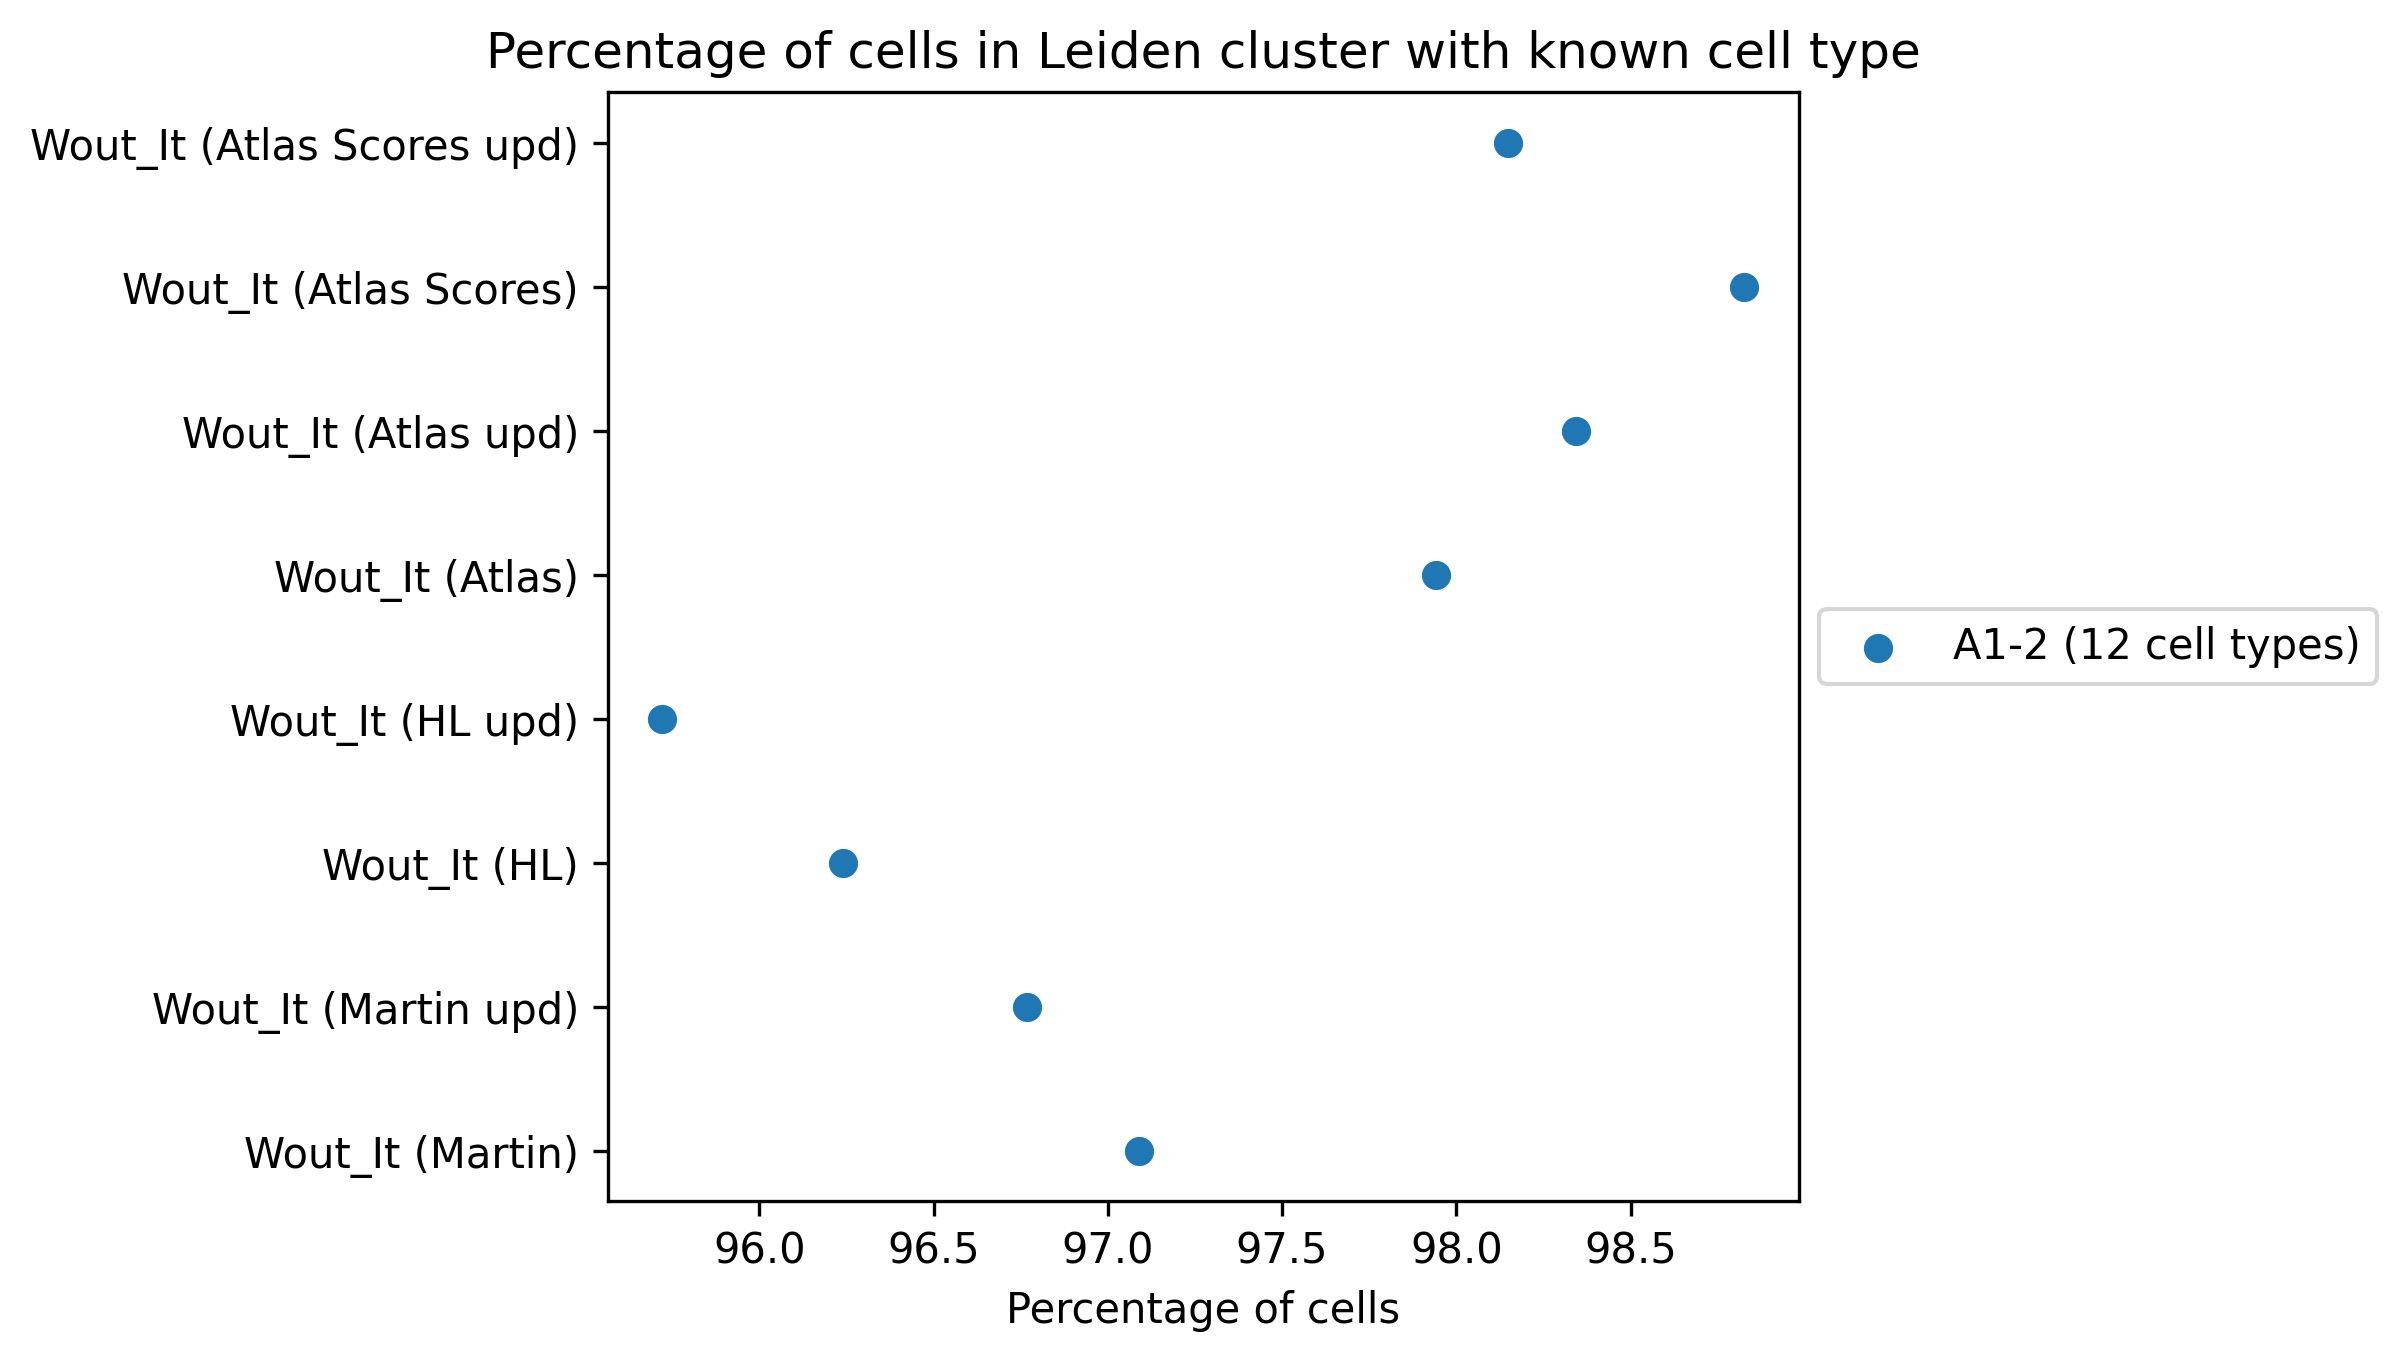 Percentage of cells in Leiden cluster with known cell type
Wout_It (Atlas Scores upd)
Wout_It (Atlas Scores)
Wout_It (Atlas upd)
Wout_It (Atlas)
Wout_It (HL upd)
Wout_It (HL)
Wout_It (Martin upd)
Wout_It (Martin)
A1-2 (12 cell types)
96.0 96.5 97.0 97.5 98.0 98.5
Percentage of cells